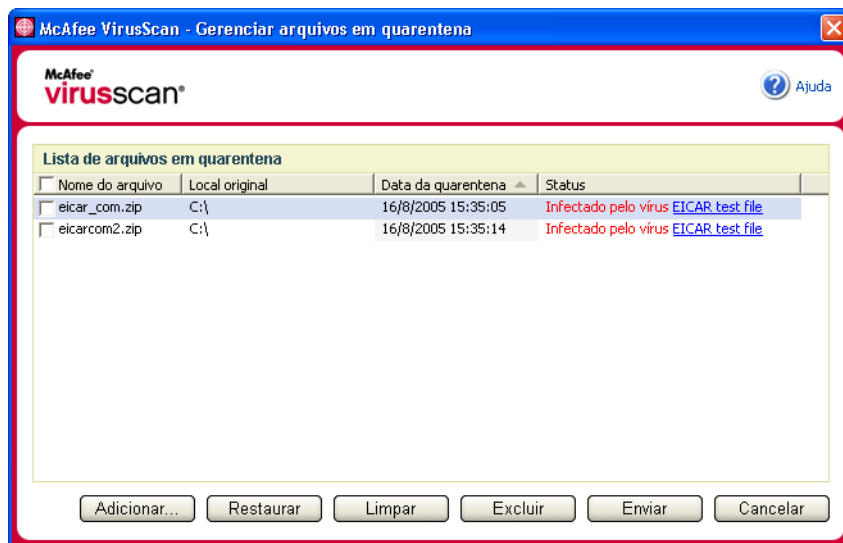 McAfee VirusScan - Gerenciar arquivos em quarentena
McAfee®
virusscan®
Ajuda
Lista de arquivos em quarentena
Nome do arquivo Local original Data da quarentena Status
eicar_com.zip C:\ 16/8/2005 15:35:05 Infectado pelo vírus EICAR test file
eicarcom2.zip C:\ 16/8/2005 15:35:14 Infectado pelo vírus EICAR test file
Adicionar... Restaurar Limpar Excluir Enviar Cancelar